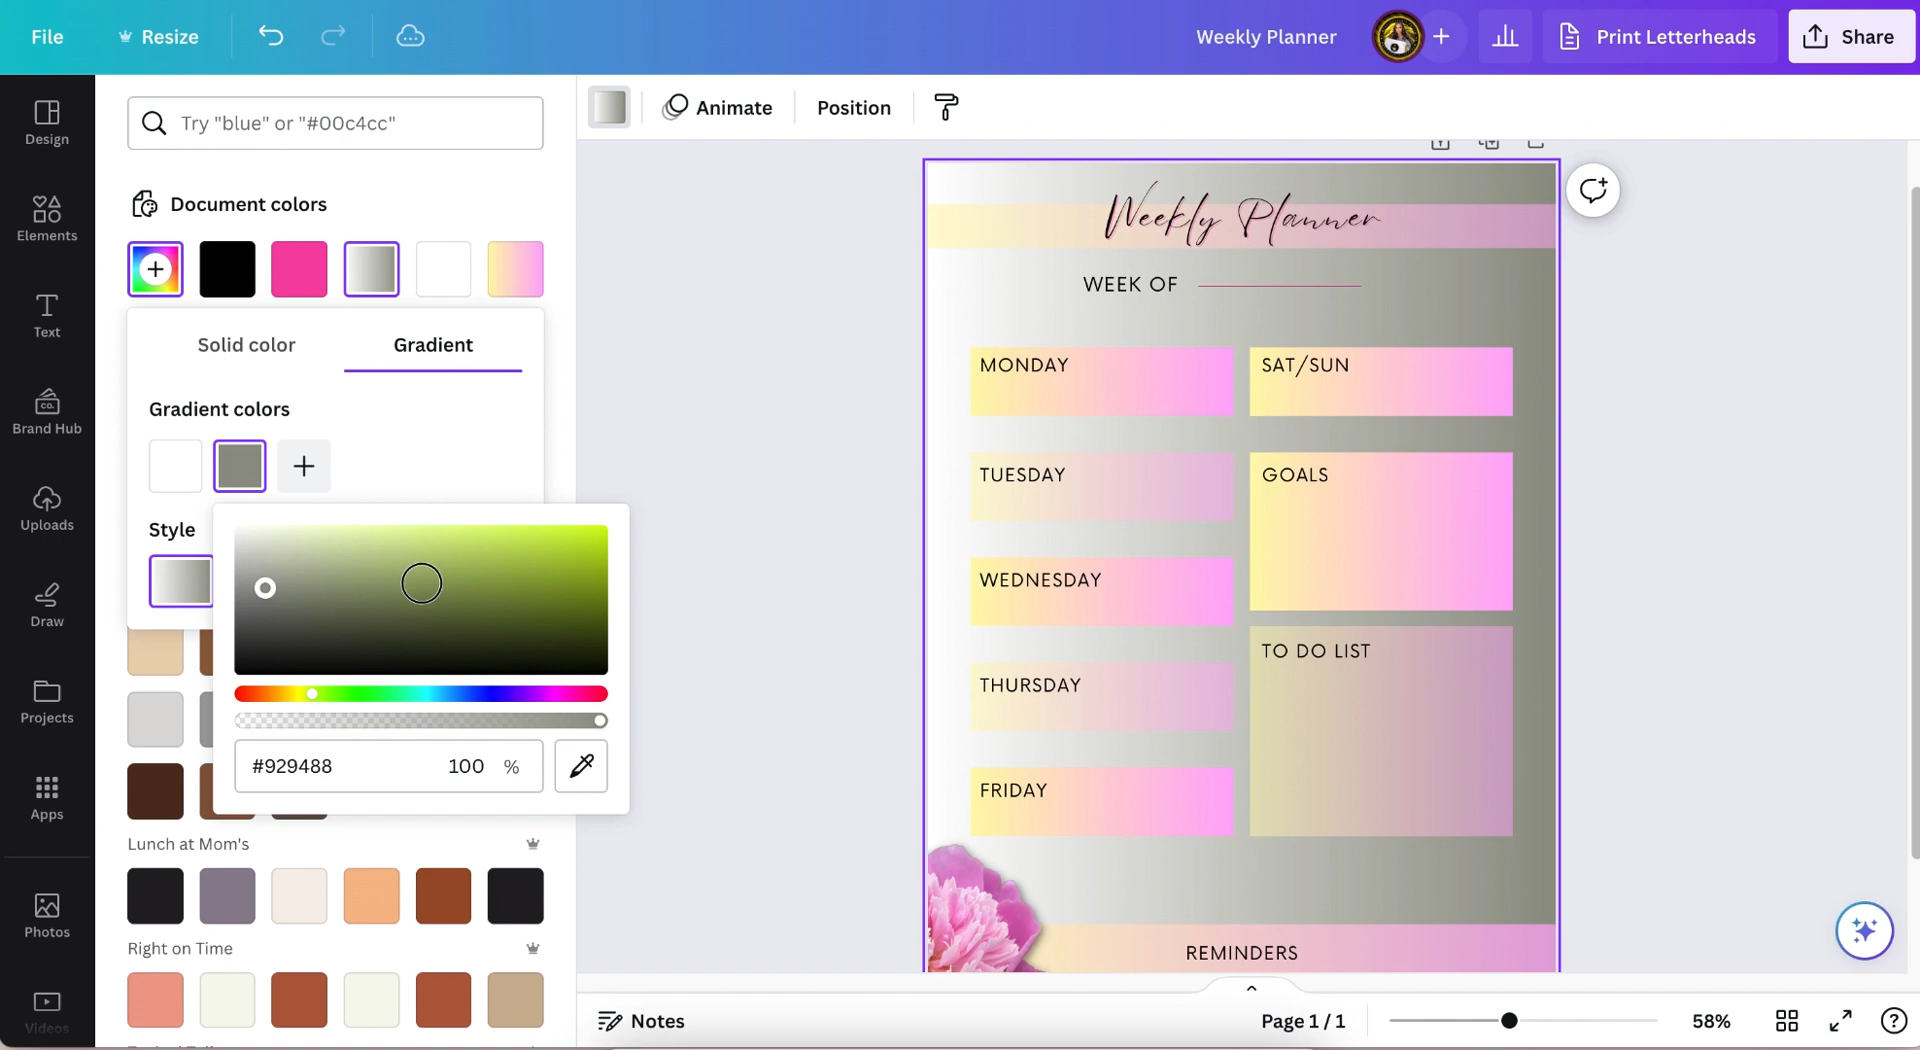 File
Resize
Weekly Planner
Print Letterheads
Share
Design
Elements
Text
CO.
Brand Hub
Uploads
Draw
Projects
Apps
Photos
Videos
Try "blue" or "#00c4cc"
Document colors
Solid color
Gradient
Gradient colors
Style
#929488
100 %
Lunch at Mom's
Right on Time
Animate
Position
Weekly Planner
WEEK OF
MONDAY
SAT/SUN
TUESDAY
GOALS
WEDNESDAY
TO DO LIST
THURSDAY
FRIDAY
REMINDERS
Notes
Page 1 / 1
58%